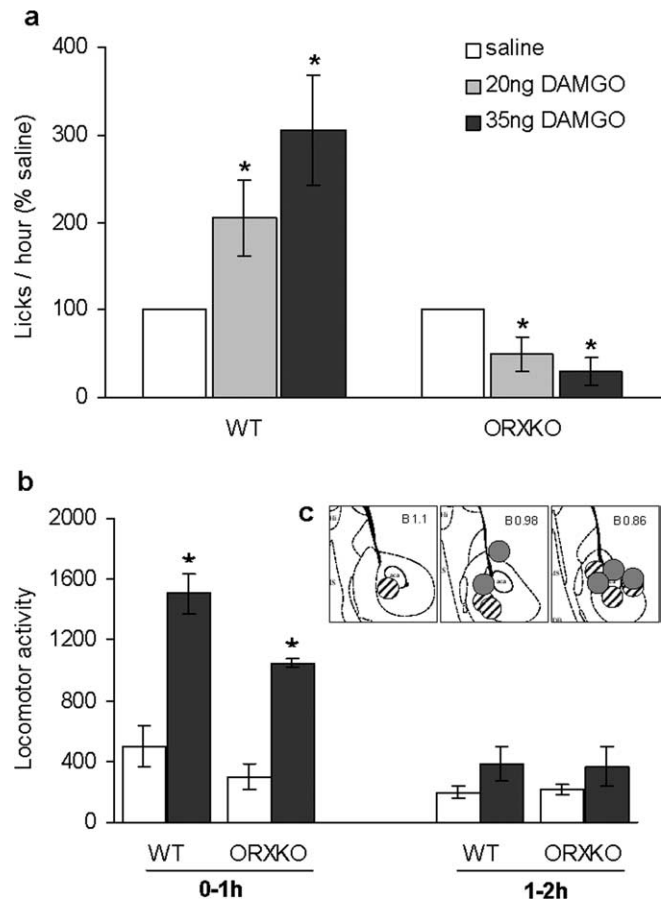 a
400
300
200
100
0
Licks / hour (% saline)
saline
20ng DAMGO
35ng DAMGO
*
*
*
*
WT
ORXKO
b
2000
1600
1200
800
400
0
Locomotor activity
*
*
WT
ORXKO
WT
ORXKO
0-1h
1-2h
c
B 1.1
B 0.98
B 0.86
aca